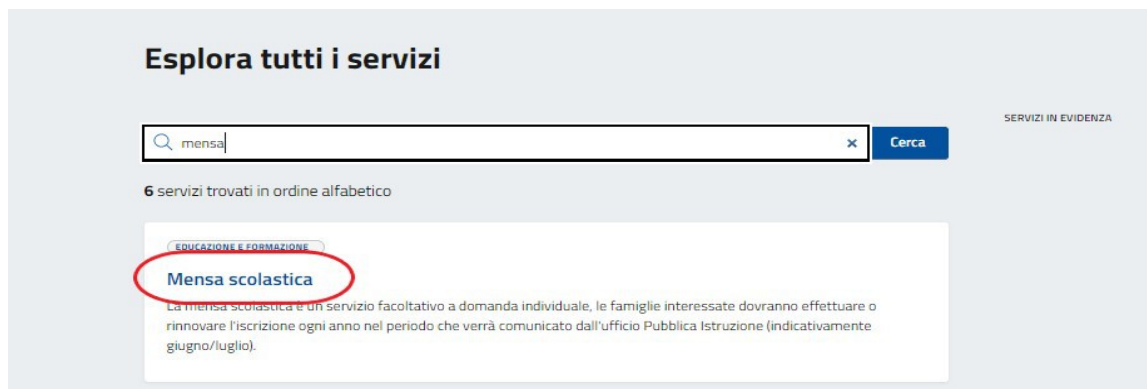 Esplora tutti i servizi
SERVIZI IN EVIDENZA
mensa
Cerca
6 servizi trovati in ordine alfabetico
EDUCAZIONE E FORMAZIONE
Mensa scolastica
La mensa scolastica è un servizio facoltativo a domanda individuale, le famiglie interessate dovranno effettuare o
rinnovare l'iscrizione ogni anno nel periodo che verrà comunicato dall'ufficio Pubblica Istruzione (indicativamente
giugno/luglio).